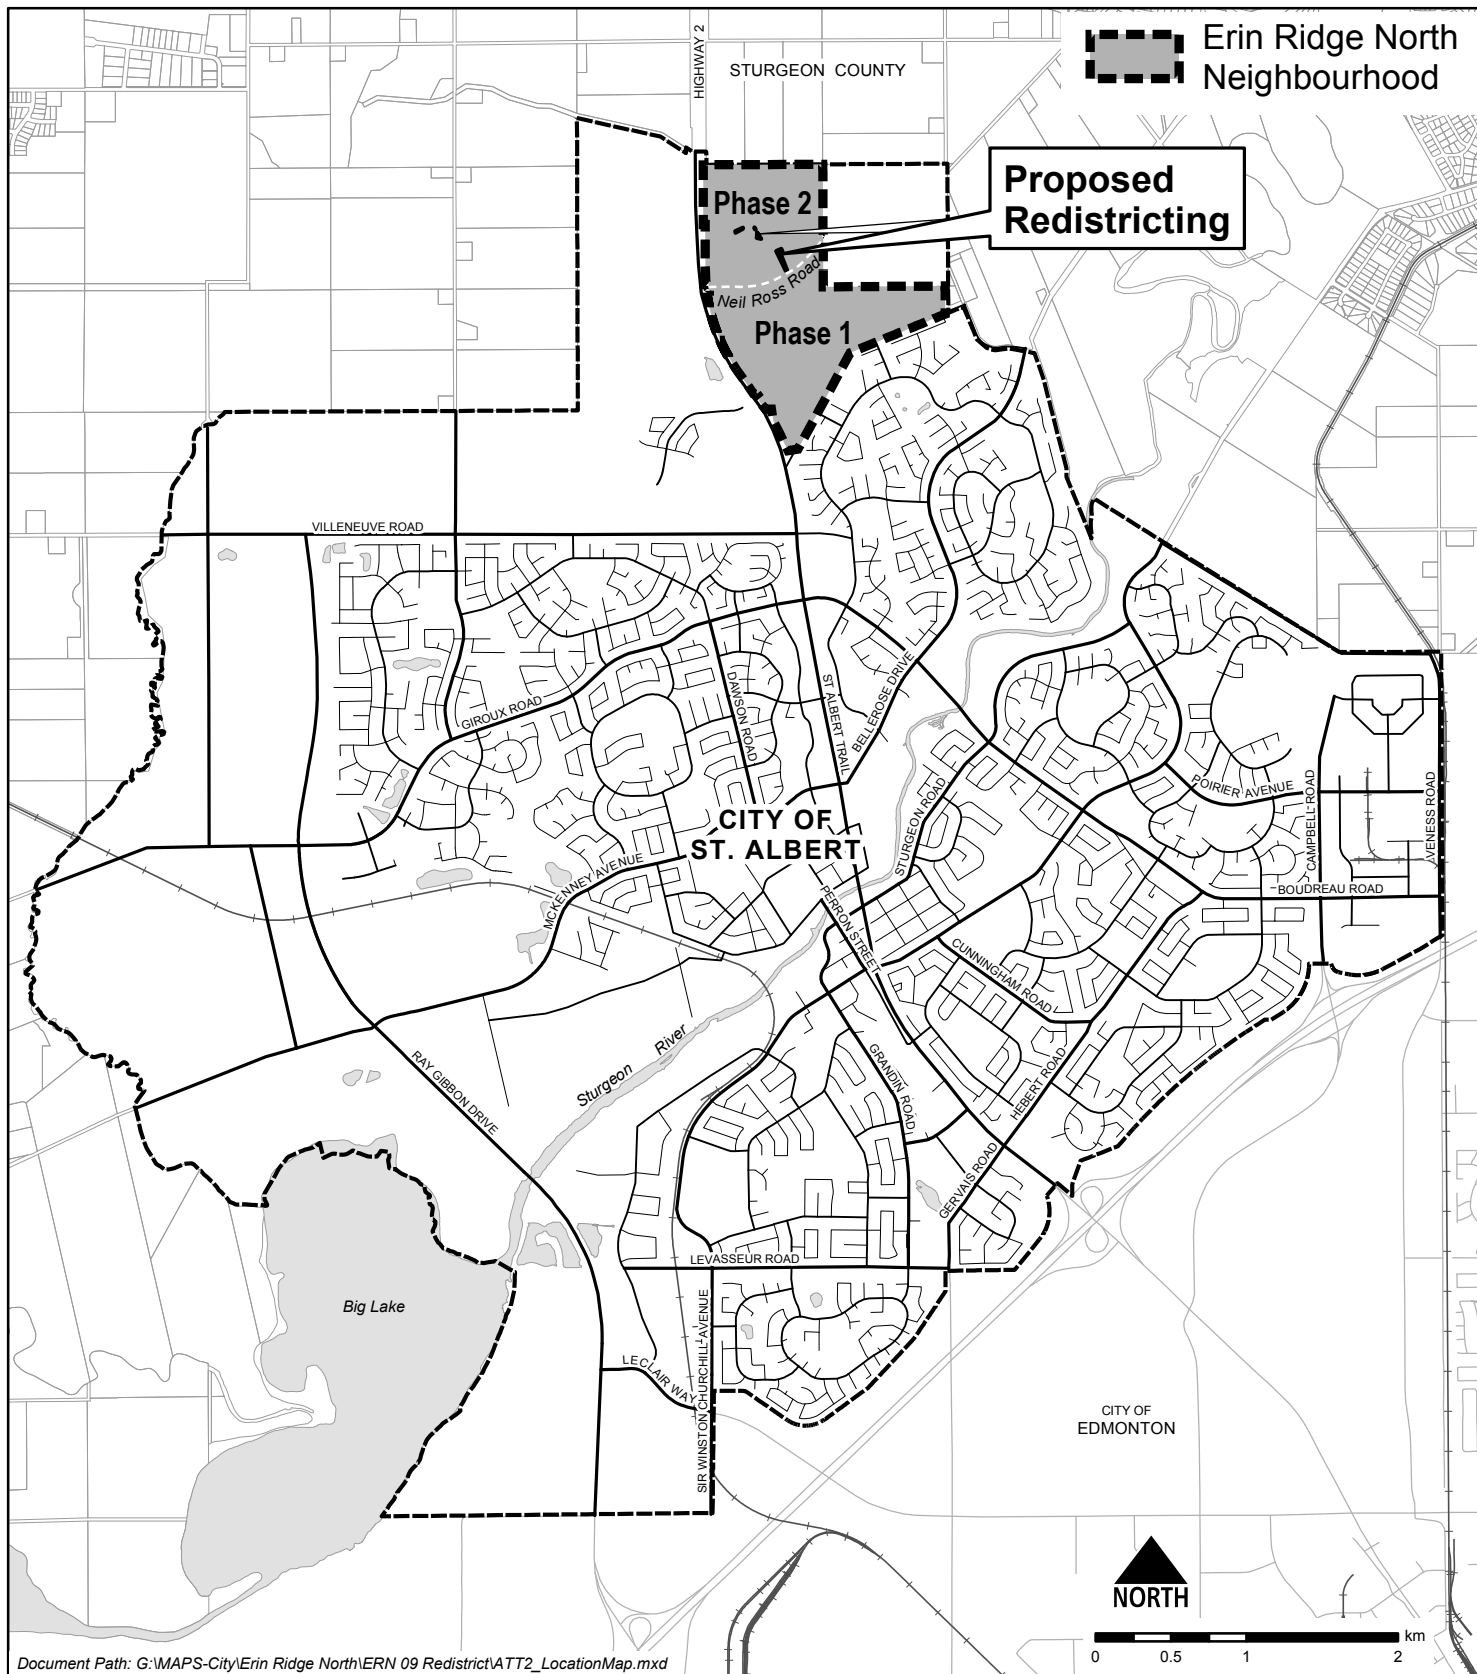 Erin Ridge North
Neighbourhood
HIGHWAY 2
STURGEON COUNTY
Proposed
Redistricting
Phase 2
Neil Ross Road
Phase 1
VILLENEUVE ROAD
GIROUX ROAD
DAWSON ROAD
ST ALBERT TRAIL
BELLEROSE DRIVE
POIRIER AVENUE
CAMPBELL ROAD
VENESS ROAD
STURGEON ROAD
CITY OF
ST. ALBERT
MCKENNEY AVENUE
PERRON STREET
BOUDREAU ROAD
CUNNINGHAM ROAD
Sturgeon River
RAY GIBBON DRIVE
GRANDIN ROAD
HEBERT ROAD
GERVAIS ROAD
LEVASSEUR ROAD
Big Lake
SIR WINSTON CHURCHILL AVENUE
LECLAIR WAY
CITY OF
EDMONTON
NORTH
km
0 0.5 1 2
Document Path: G:\MAPS-City\Erin Ridge North\ERN 09 Redistrict\ATT2_LocationMap.mxd